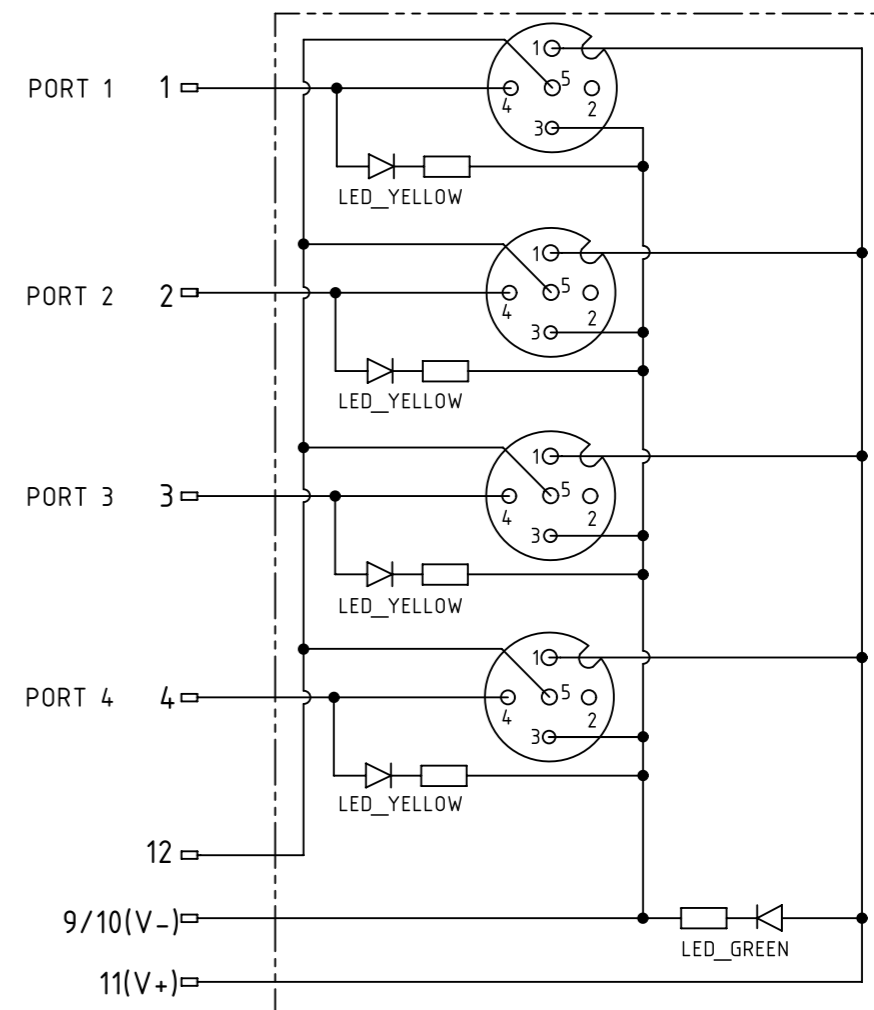 1
PORT 1 1 5
4 2
3
LED_YELLOW
1
PORT 2 2 5
4 2
3
LED_YELLOW
1
PORT 3 3 5
4 2
3
LED_YELLOW
1
PORT 4 4 5
4 2
3
LED_YELLOW
12
9/10(V-)
LED_GREEN
11(V+)